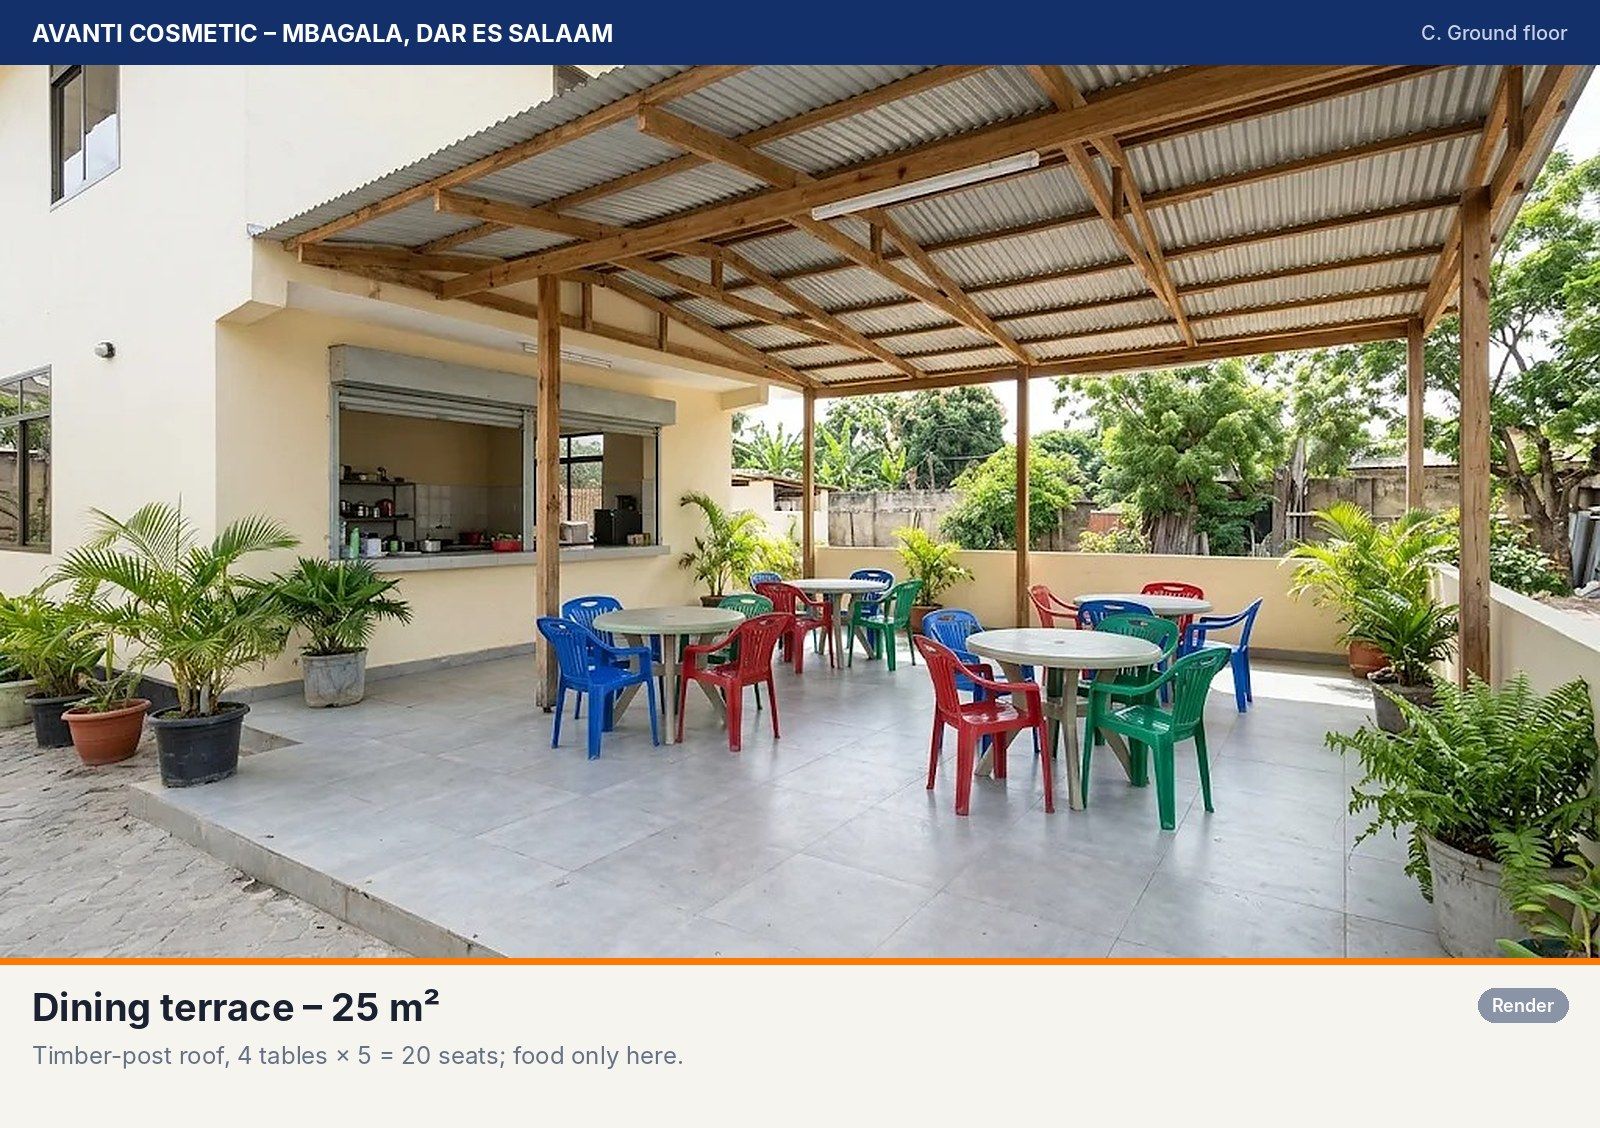 AVANTI COSMETIC – MBAGALA, DAR ES SALAAM
C. Ground floor
Dining terrace – 25 m²
Render
Timber-post roof, 4 tables × 5 = 20 seats; food only here.